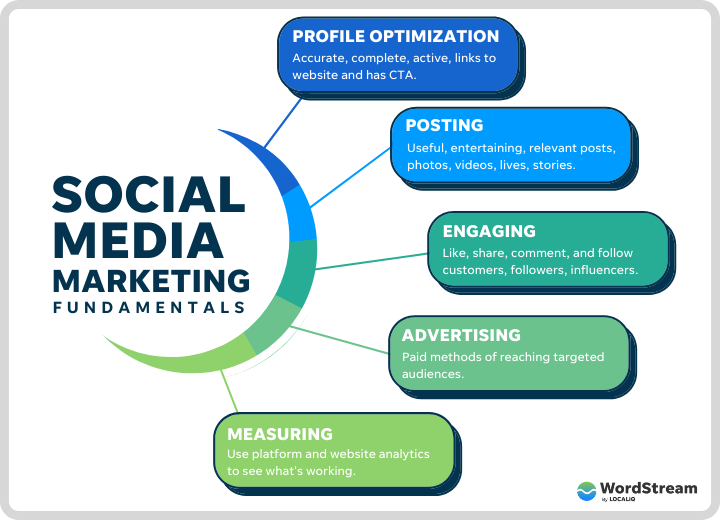 PROFILE OPTIMIZATION
Accurate, complete, active, links to
website and has CTA.
POSTING
Useful, entertaining, relevant posts,
photos, videos, lives, stories.
SOCIAL
MEDIA
MARKETING
FUNDAMENTALS
ENGAGING
Like, share, comment, and follow
customers, followers, influencers.
ADVERTISING
Paid methods of reaching targeted
audiences.
MEASURING
Use platform and website analytics
to see what's working.
WordStream
By LOCALiQ